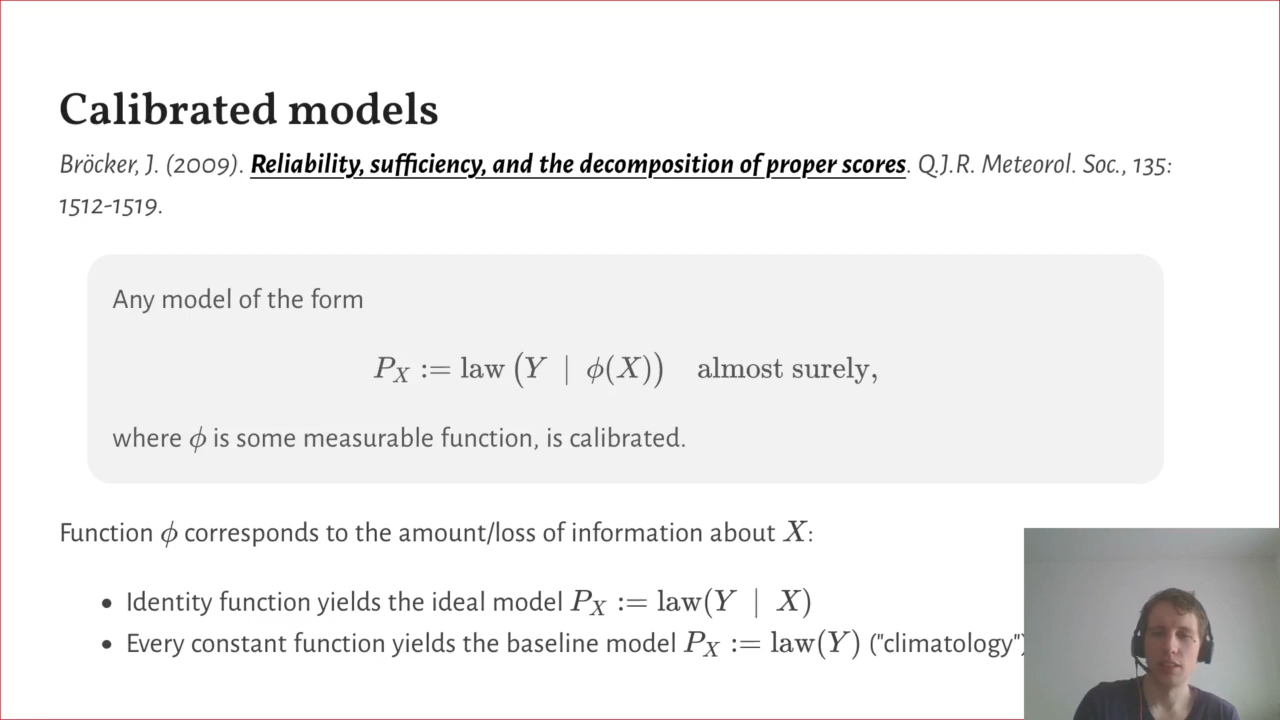 Calibrated models
Bröcker, J. (2009). Reliability, sufficiency, and the decomposition of proper scores. Q.J.R. Meteorol. Soc., 135:
1512-1519.
Any model of the form
P_X := law (Y | ϕ(X)) almost surely,
where ϕ is some measurable function, is calibrated.
Function ϕ corresponds to the amount/loss of information about X:
• Identity function yields the ideal model P_X := law(Y | X)
• Every constant function yields the baseline model P_X := law(Y) ("climatology")